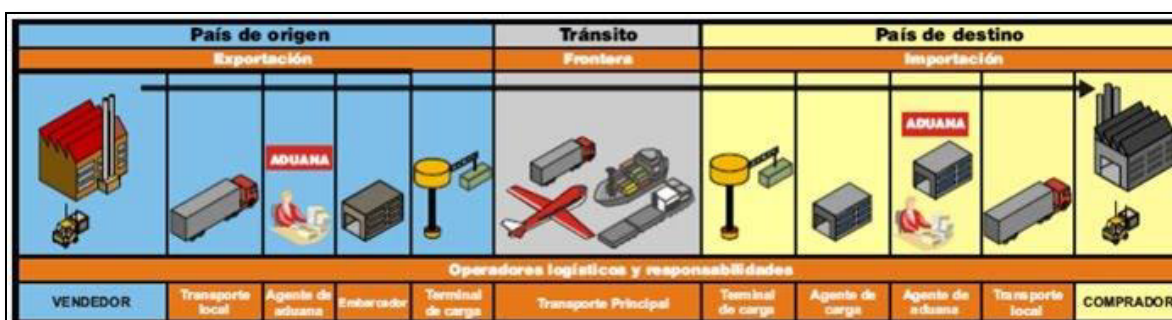 País de origen
Tránsito
País de destino
Exportación
Frontera
Importación
ADUANA
ADUANA
Operadores logísticos y responsabilidades
VENDEDOR
Transporte
local
Agente de
aduana
Embarcador
Terminal
de carga
Transporte Principal
Terminal
de carga
Agente de
carga
Agente de
aduana
Transporte
local
COMPRADOR